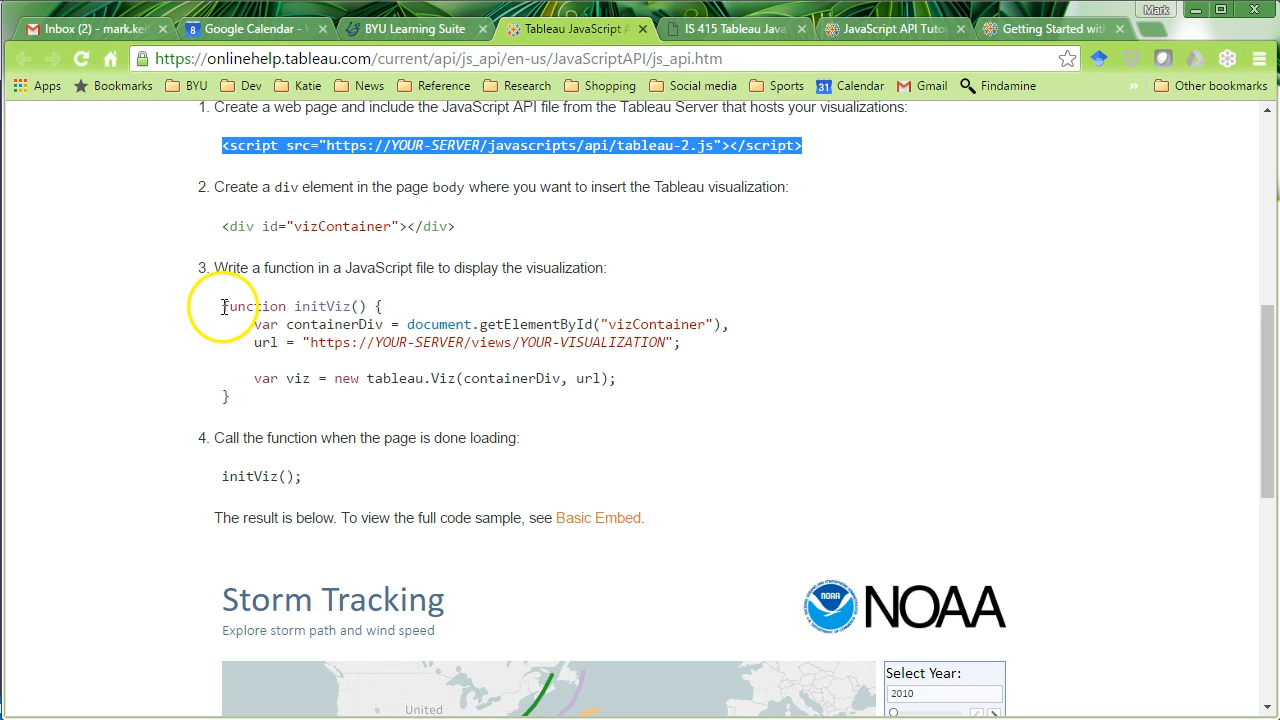 Mark
Inbox (2) - mark.ke
Google Calendar -
BYU Learning Suite
Tableau JavaScript A
IS 415 Tableau Java
JavaScript API Tuto
Getting Started wit
https://onlinehelp.tableau.com/current/api/js_api/en-us/JavaScriptAPI/js_api.htm
Apps Bookmarks BYU Dev Katie News Reference Research Shopping Social media Sports 31 Calendar Gmail Findamine » Other bookmarks
1. Create a web page and include the JavaScript API file from the Tableau Server that hosts your visualizations:
<script src="https://YOUR-SERVER/javascripts/api/tableau-2.js"></script>
2. Create a div element in the page body where you want to insert the Tableau visualization:
<div id="vizContainer"></div>
3. Write a function in a JavaScript file to display the visualization:
function initViz() {
var containerDiv = document.getElementById("vizContainer"),
url = "https://YOUR-SERVER/views/YOUR-VISUALIZATION";
var viz = new tableau.Viz(containerDiv, url);
}
4. Call the function when the page is done loading:
initViz();
The result is below. To view the full code sample, see Basic Embed.
Storm Tracking
Explore storm path and wind speed
NOAA
NOAA
Select Year:
2010
United